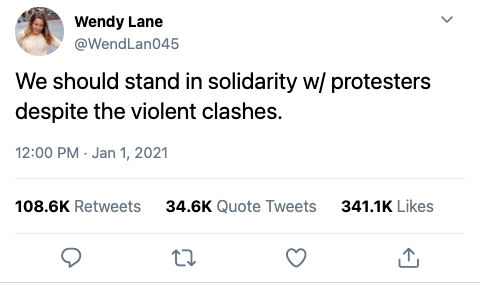 Wendy Lane
@WendLan045
We should stand in solidarity w/ protesters
despite the violent clashes.
12:00 PM · Jan 1, 2021
108.6K Retweets 34.6K Quote Tweets 341.1K Likes